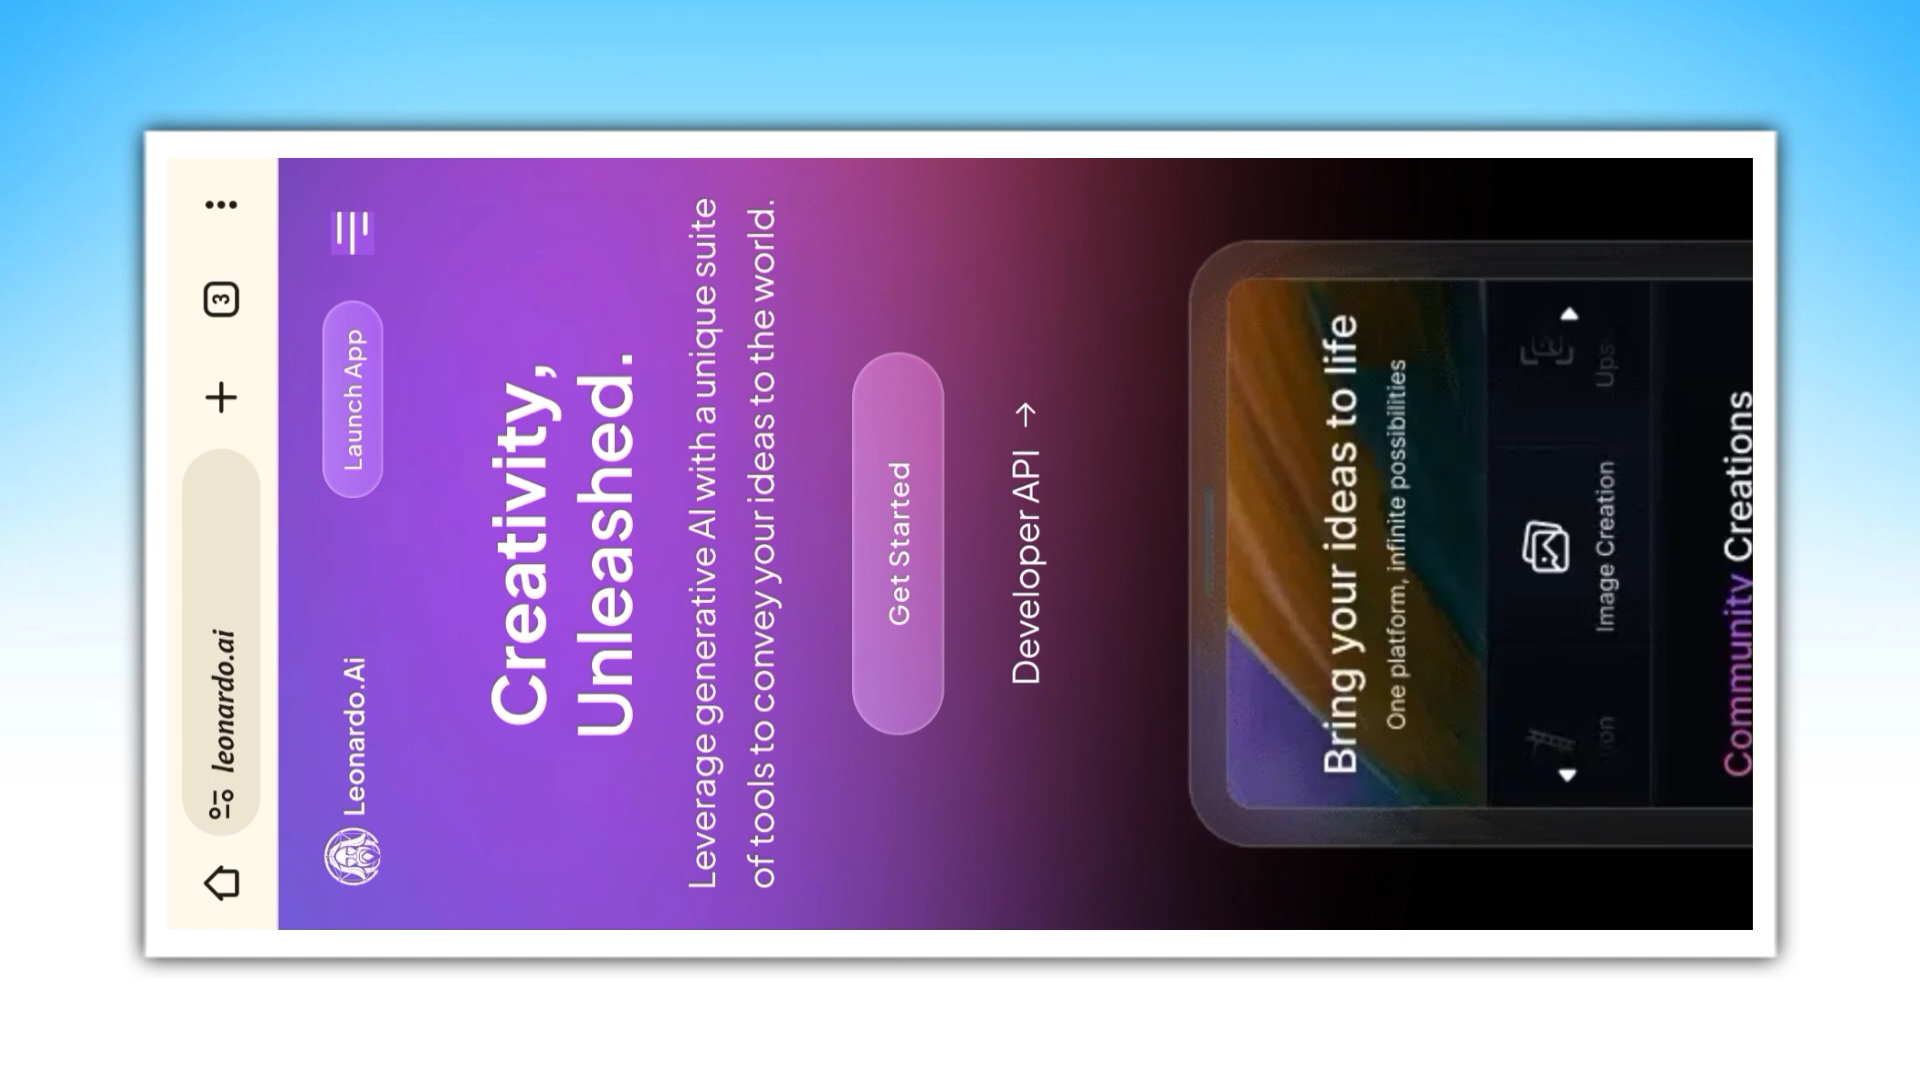 leonardo.ai
3
Leonardo.Ai
Launch App
Creativity,
Unleashed.
Leverage generative AI with a unique suite
of tools to convey your ideas to the world.
Get Started
Developer API →
Bring your ideas to life
One platform, infinite possibilities
Image Creation
Ups
Community Creations